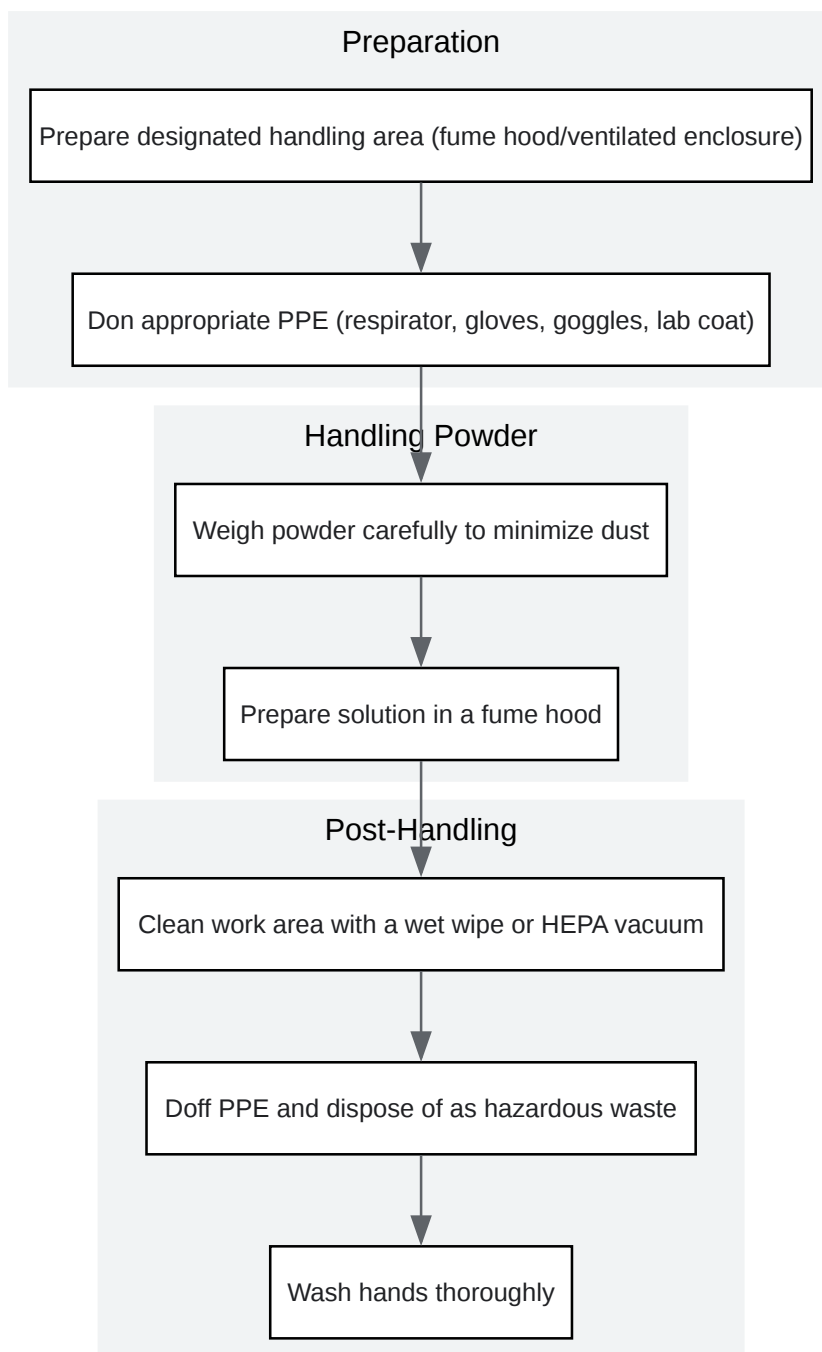 Preparation
Prepare designated handling area (fume hood/ventilated enclosure)
Don appropriate PPE (respirator, gloves, goggles, lab coat)
Handling Powder
Weigh powder carefully to minimize dust
Prepare solution in a fume hood
Post-Handling
Clean work area with a wet wipe or HEPA vacuum
Doff PPE and dispose of as hazardous waste
Wash hands thoroughly